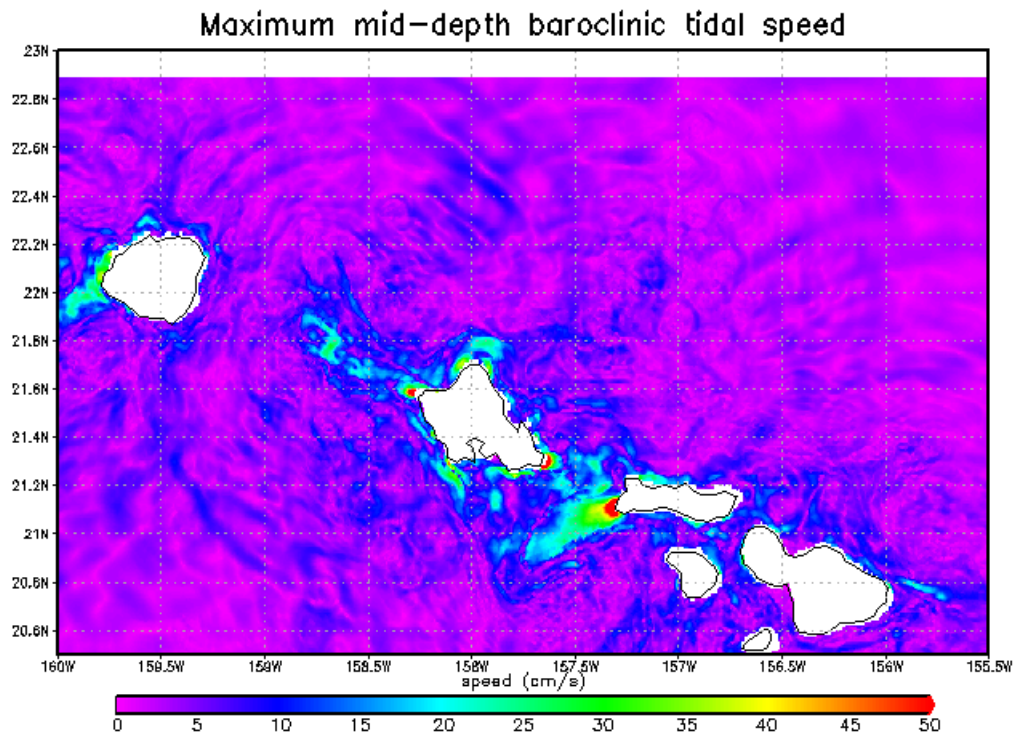 Maximum mid-depth baroclinic tidal speed
23N
22.8N
22.6N
22.4N
22.2N
22N
21.8N
21.6N
21.4N
21.2N
21N
20.8N
20.6N
160W 159.5W 159W 158.5W 158W 157.5W 157W 156.5W 156W 155.5W
speed (cm/s)
0 5 10 15 20 25 30 35 40 45 50